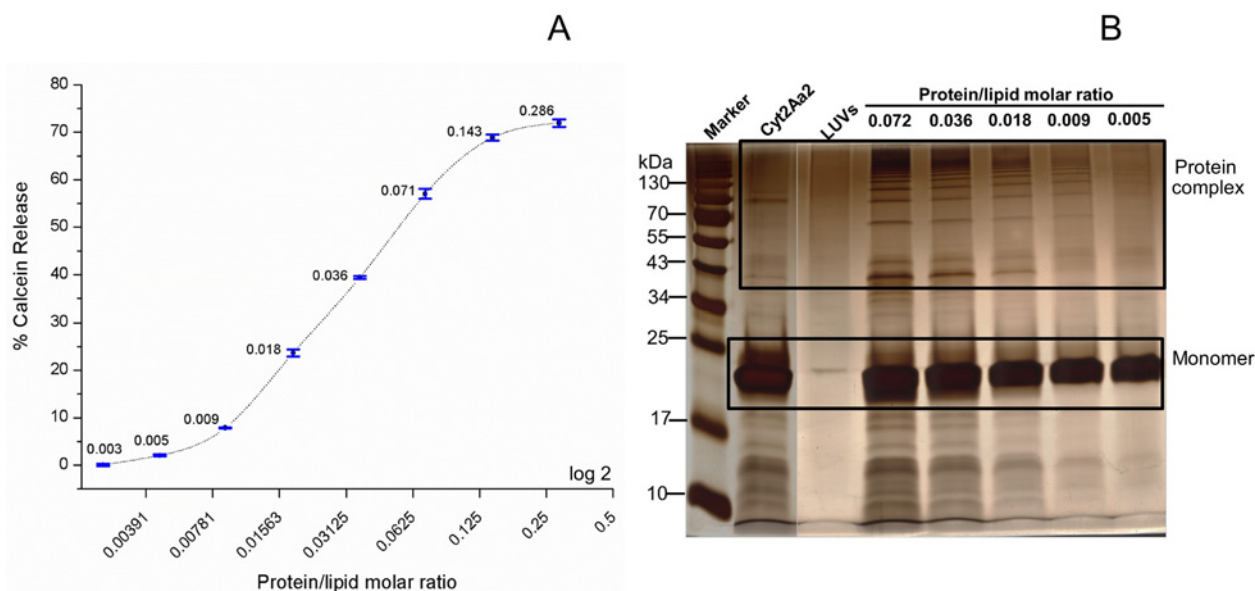 A
80
70
60
50
40
30
20
10
0
% Calcein Release
0.003
0.005
0.009
0.018
0.036
0.071
0.143
0.286
log 2
0.00391
0.00781
0.01563
0.03125
0.0625
0.125
0.25
0.5
Protein/lipid molar ratio
B
Marker
Cyt2Aa2
LUVs
Protein/lipid molar ratio
0.072 0.036 0.018 0.009 0.005
kDa
130
70
55
43
34
25
17
10
Protein
complex
Monomer